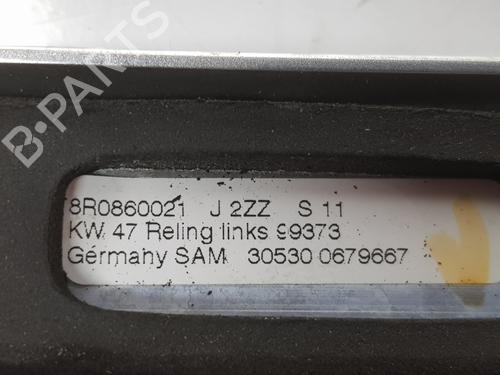 B-PARTS
8R0860021 J 2ZZ S 11
KW 47 Reling links 99373
Germany SAM 30530 0679667